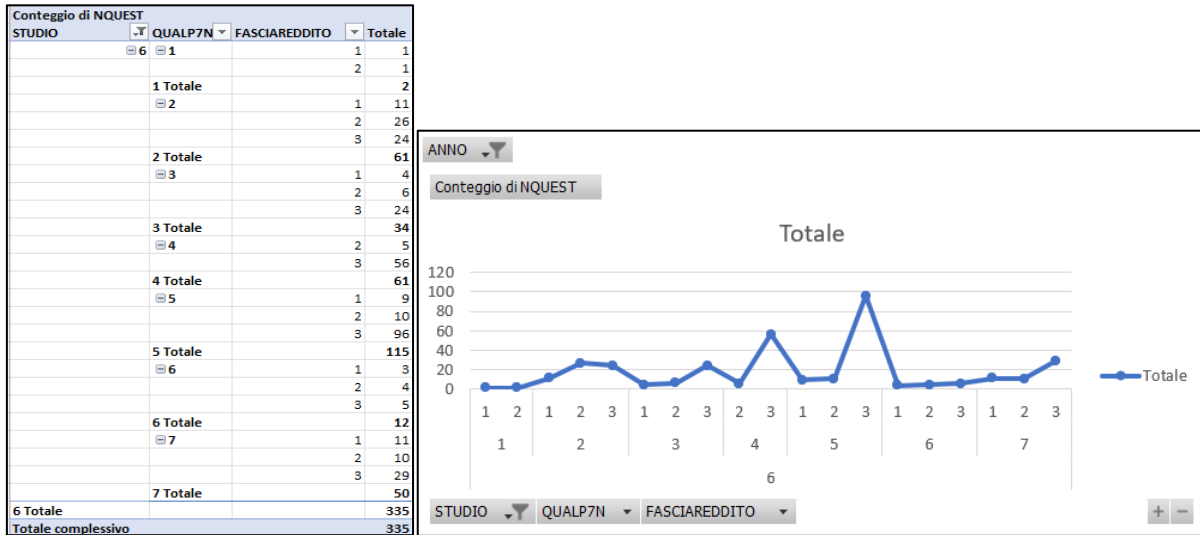 Conteggio di NQUEST
STUDIO QUALP7N FASCIAREDDITO Totale
6 1 1 1
2 1
1 Totale 2
2 1 11
2 26
3 24
2 Totale 61
3 1 4
2 6
3 24
3 Totale 34
4 2 5
3 56
4 Totale 61
5 1 9
2 10
3 96
5 Totale 115
6 1 3
2 4
3 5
6 Totale 12
7 1 11
2 10
3 29
7 Totale 50
6 Totale 335
Totale complessivo 335
ANNO
Conteggio di NQUEST
Totale
120
100
80
60
40
20
0
Totale
1 2 1 2 3 1 2 3 2 3 1 2 3 1 2 3 1 2 3
1 2 3 4 5 6 7
6
STUDIO QUALP7N FASCIAREDDITO
+ −